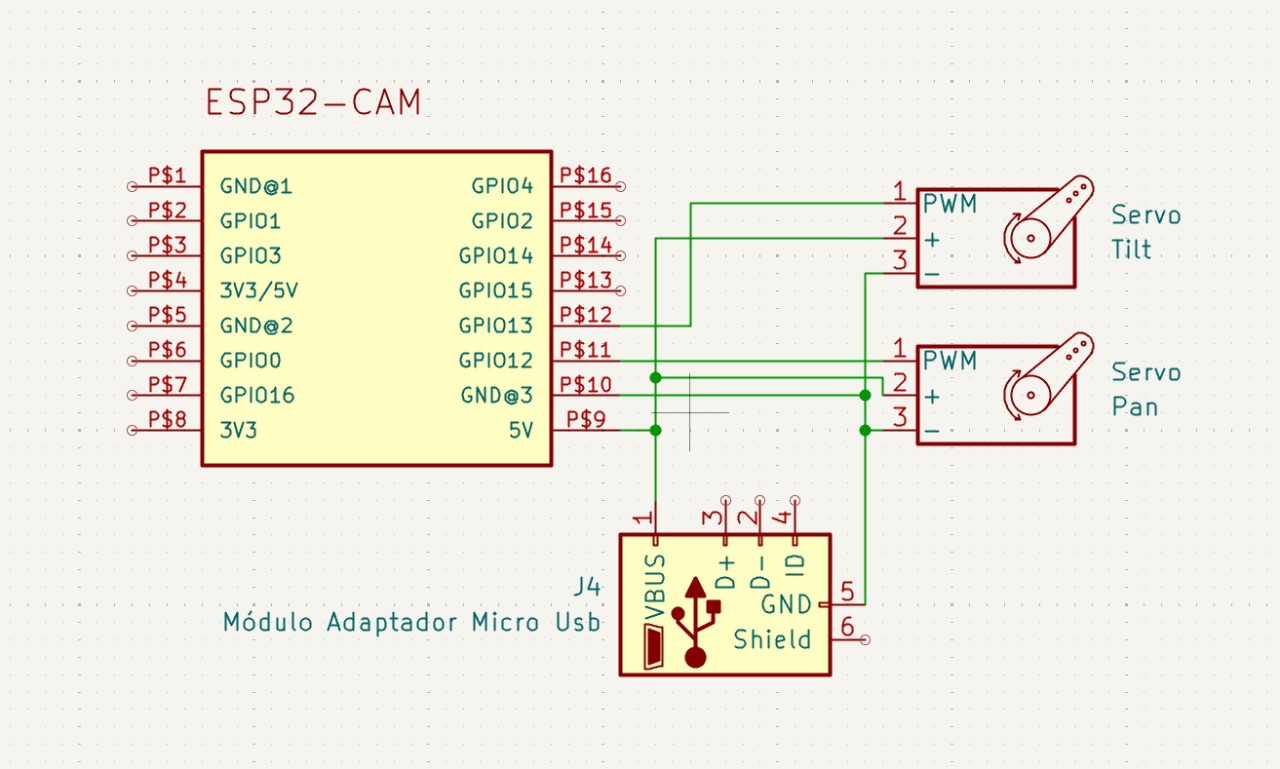 ESP32-CAM
P$1 GND@1 GPIO4 P$16
P$2 GPIO1 GPIO2 P$15
P$3 GPIO3 GPIO14 P$14
P$4 3V3/5V GPIO15 P$13
P$5 GND@2 GPIO13 P$12
P$6 GPIO0 GPIO12 P$11
P$7 GPIO16 GND@3 P$10
P$8 3V3 5V P$9
1 PWM
2 +
3 -
Servo
Tilt
1 PWM
2 +
3 -
Servo
Pan
1 3 2 4
VBUS D+ D- ID
GND 5
Shield 6
J4
Módulo Adaptador Micro Usb